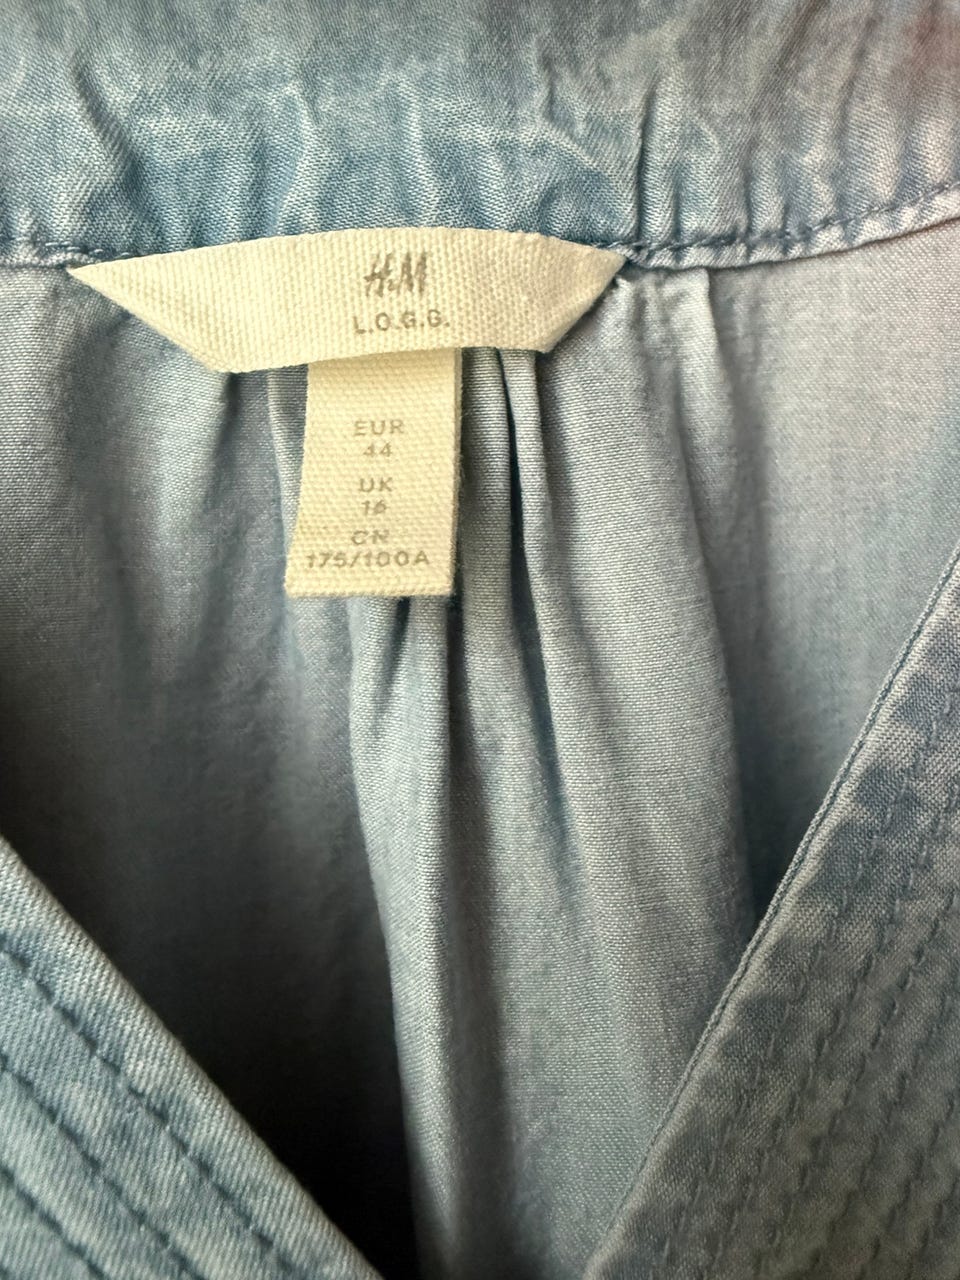 H&M
L.O.G.G.
EUR
44
UK
16
CN
175/100A